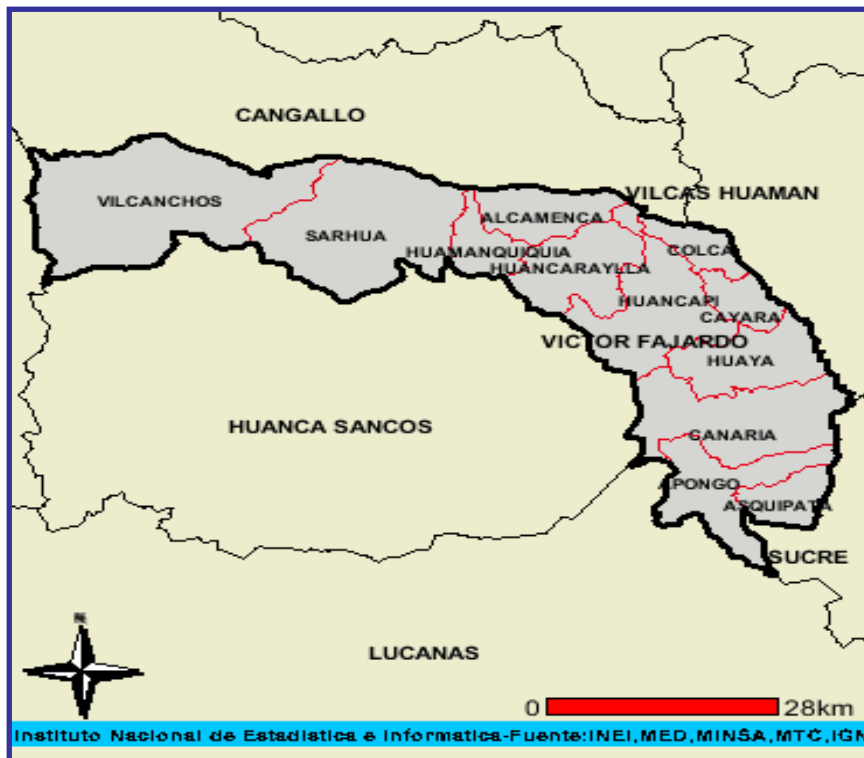 CANGALLO
VILCAS HUAMAN
VILCANCHOS
ALCAMENCA
SARHUA
COLCA
HUAMANQUIQUIA
HUANCARAYLLA
HUANCAPI
CAYARA
VICTOR FAJARDO
HUAYA
HUANCA SANCOS
CANARIA
APONGO
ASQUIPATA
SUCRE
N
LUCANAS
0 28km
Instituto Nacional de Estadistica e Informatica-Fuente:INEI,MED,MINSA,MTC,IGN